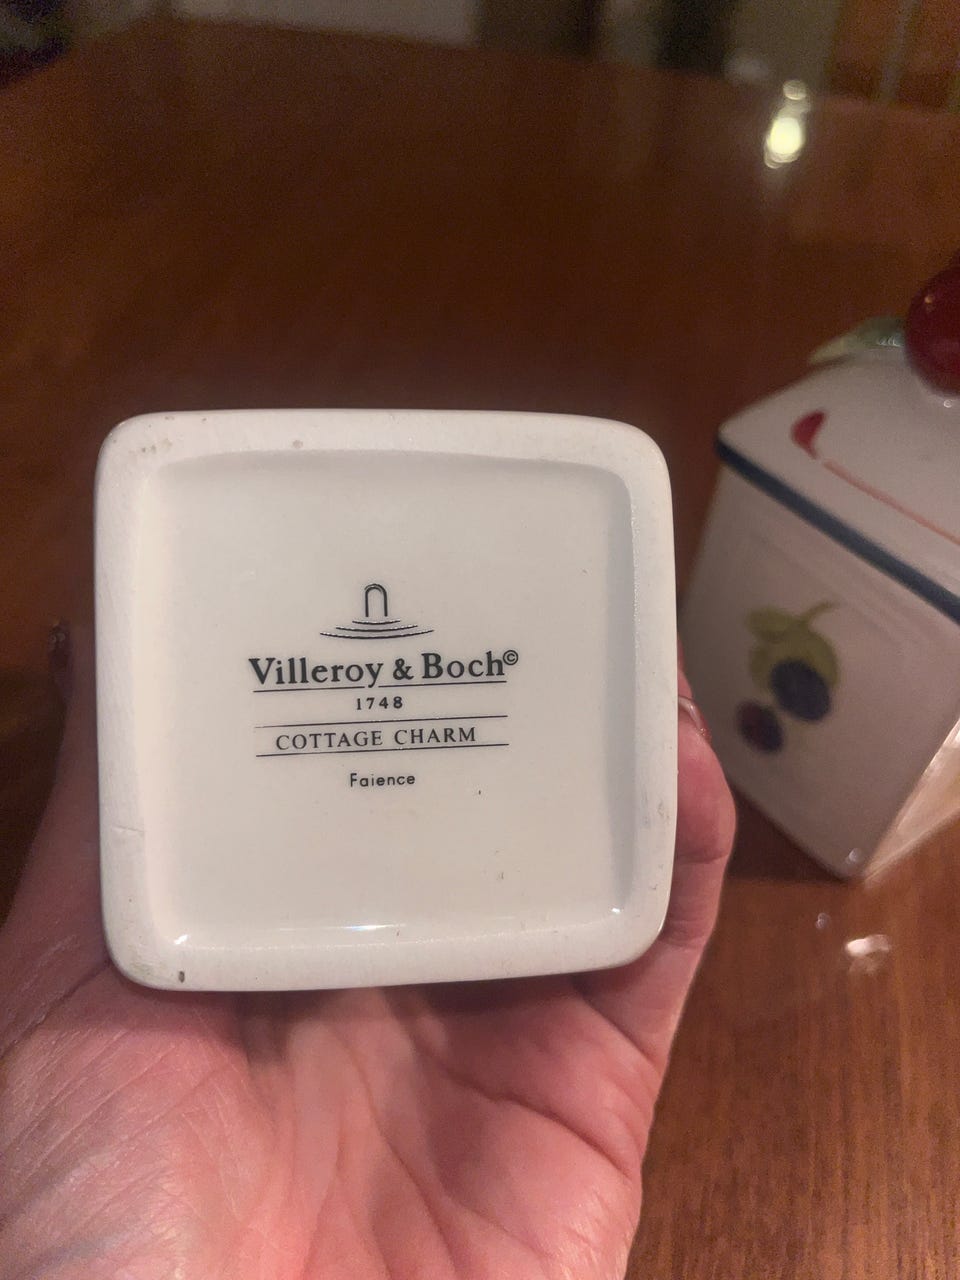 Villeroy & Boch©
1748
COTTAGE CHARM
Faience